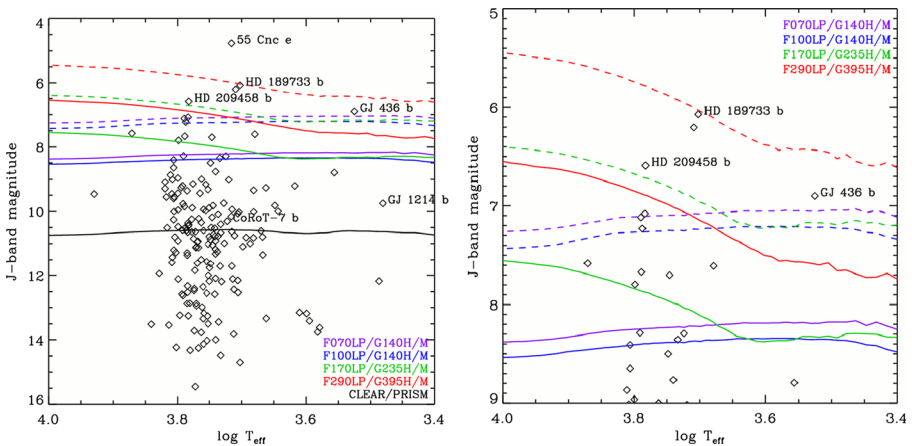 4
6
8
10
12
14
16
J-band magnitude
55 Cnc e
HD 189733 b
HD 209458 b
GJ 436 b
GJ 1214 b
CoRoT-7 b
F070LP/G140H/M
F100LP/G140H/M
F170LP/G235H/M
F290LP/G395H/M
CLEAR/PRISM
4.0 3.8 3.6 3.4
log Teff
5
6
7
8
9
J-band magnitude
F070LP/G140H/M
F100LP/G140H/M
F170LP/G235H/M
F290LP/G395H/M
HD 189733 b
HD 209458 b
GJ 436 b
4.0 3.8 3.6 3.4
log Teff